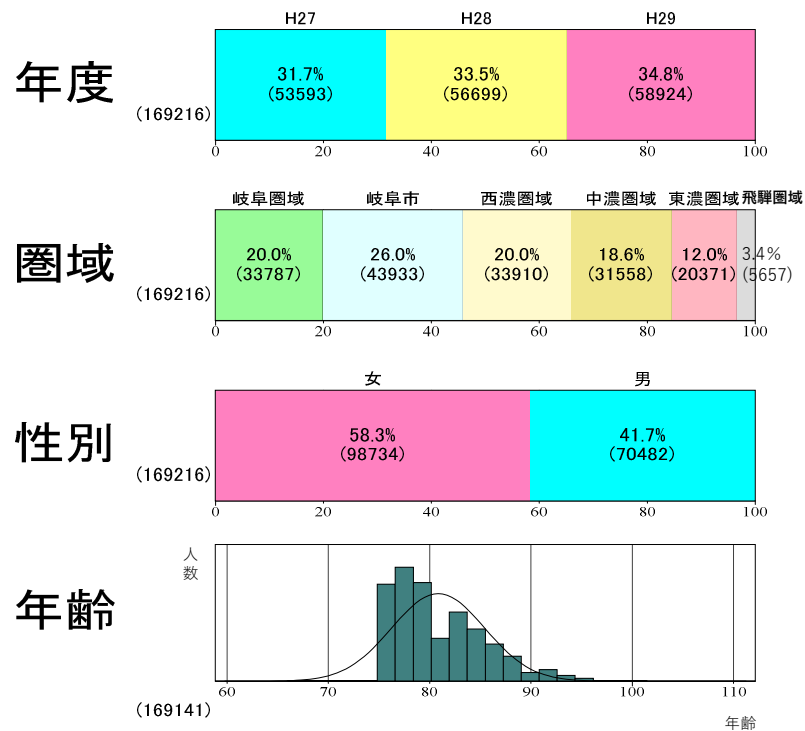 年度
H27 H28 H29
31.7% 33.5% 34.8%
(53593) (56699) (58924)
(169216)
0 20 40 60 80 100
圏域
岐阜圏域 岐阜市 西濃圏域 中濃圏域 東濃圏域 飛騨圏域
20.0% 26.0% 20.0% 18.6% 12.0% 3.4%
(33787) (43933) (33910) (31558) (20371) (5657)
(169216)
0 20 40 60 80 100
性別
女 男
58.3% 41.7%
(98734) (70482)
(169216)
0 20 40 60 80 100
年齢
人数
60 70 80 90 100 110
(169141)
年齢